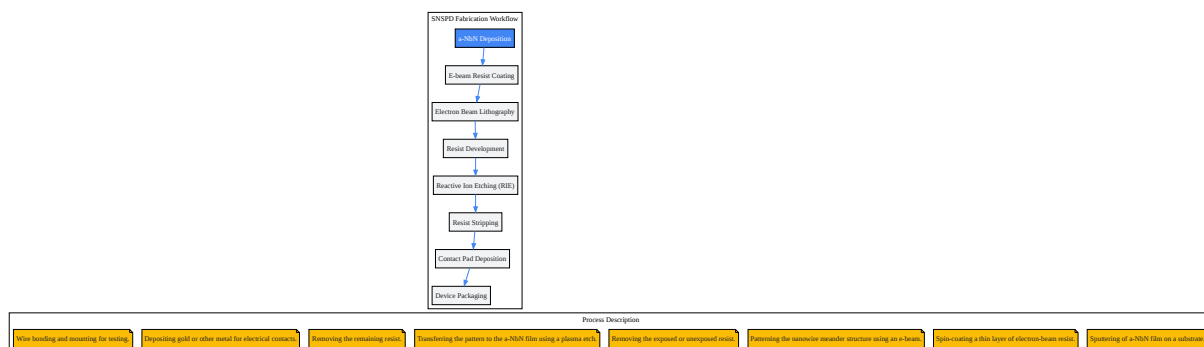 SNSPD Fabrication Workflow
a-NbN Deposition
E-beam Resist Coating
Electron Beam Lithography
Resist Development
Reactive Ion Etching (RIE)
Resist Stripping
Contact Pad Deposition
Device Packaging
Process Description
Wire bonding and mounting for testing.
Depositing gold or other metal for electrical contacts.
Removing the remaining resist.
Transferring the pattern to the a-NbN film using a plasma etch.
Removing the exposed or unexposed resist.
Patterning the nanowire meander structure using an e-beam.
Spin-coating a thin layer of electron-beam resist.
Sputtering of a-NbN film on a substrate